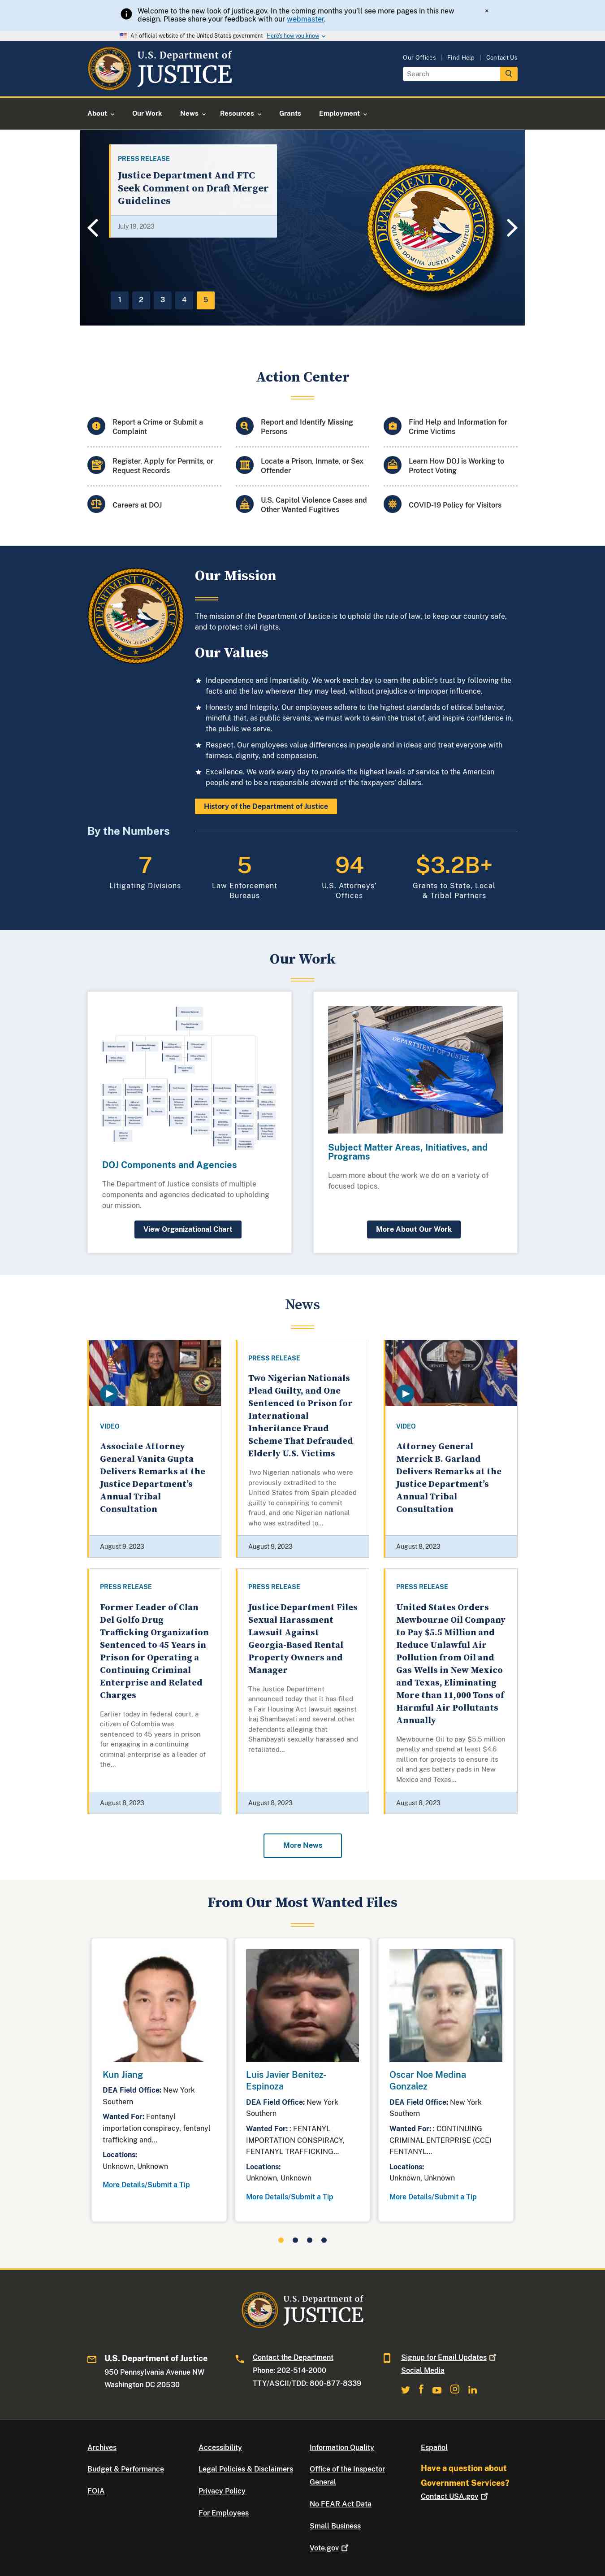 Welcome to the new look of justice.gov. In the coming months you'll see more pages in this new
design. Please share your feedback with our webmaster.
×
An official website of the United States government Here's how you know
U.S. Department of
JUSTICE
Our Offices
Find Help
Contact Us
Search
About
Our Work
News
Resources
Grants
Employment
PRESS RELEASE
Justice Department And FTC
Seek Comment on Draft Merger
Guidelines
July 19, 2023
1
2
3
4
5
Action Center
Report a Crime or Submit a
Complaint
Report and Identify Missing
Persons
Find Help and Information for
Crime Victims
Register, Apply for Permits, or
Request Records
Locate a Prison, Inmate, or Sex
Offender
Learn How DOJ is Working to
Protect Voting
Careers at DOJ
U.S. Capitol Violence Cases and
Other Wanted Fugitives
COVID-19 Policy for Visitors
Our Mission
The mission of the Department of Justice is to uphold the rule of law, to keep our country safe,
and to protect civil rights.
Our Values
Independence and Impartiality. We work each day to earn the public's trust by following the
facts and the law wherever they may lead, without prejudice or improper influence.
Honesty and Integrity. Our employees adhere to the highest standards of ethical behavior,
mindful that, as public servants, we must work to earn the trust of, and inspire confidence in,
the public we serve.
Respect. Our employees value differences in people and in ideas and treat everyone with
fairness, dignity, and compassion.
Excellence. We work every day to provide the highest levels of service to the American
people and to be a responsible steward of the taxpayers' dollars.
History of the Department of Justice
By the Numbers
7
Litigating Divisions
5
Law Enforcement
Bureaus
94
U.S. Attorneys'
Offices
$3.2B+
Grants to State, Local
& Tribal Partners
Our Work
DOJ Components and Agencies
The Department of Justice consists of multiple
components and agencies dedicated to upholding
our mission.
View Organizational Chart
Subject Matter Areas, Initiatives, and
Programs
Learn more about the work we do on a variety of
focused topics.
More About Our Work
News
VIDEO
Associate Attorney
General Vanita Gupta
Delivers Remarks at the
Justice Department's
Annual Tribal
Consultation
August 9, 2023
PRESS RELEASE
Two Nigerian Nationals
Plead Guilty, and One
Sentenced to Prison for
International
Inheritance Fraud
Scheme That Defrauded
Elderly U.S. Victims
Two Nigerian nationals who were
previously extradited to the
United States from Spain pleaded
guilty to conspiring to commit
fraud, and one Nigerian national
who was extradited to...
August 9, 2023
VIDEO
Attorney General
Merrick B. Garland
Delivers Remarks at the
Justice Department's
Annual Tribal
Consultation
August 8, 2023
PRESS RELEASE
Former Leader of Clan
Del Golfo Drug
Trafficking Organization
Sentenced to 45 Years in
Prison for Operating a
Continuing Criminal
Enterprise and Related
Charges
Earlier today in federal court, a
citizen of Colombia was
sentenced to 45 years in prison
for engaging in a continuing
criminal enterprise as a leader of
the...
August 8, 2023
PRESS RELEASE
Justice Department Files
Sexual Harassment
Lawsuit Against
Georgia-Based Rental
Property Owners and
Manager
The Justice Department
announced today that it has filed
a Fair Housing Act lawsuit against
Iraj Shambayati and several other
defendants alleging that
Shambayati sexually harassed and
retaliated...
August 8, 2023
PRESS RELEASE
United States Orders
Mewbourne Oil Company
to Pay $5.5 Million and
Reduce Unlawful Air
Pollution from Oil and
Gas Wells in New Mexico
and Texas, Eliminating
More than 11,000 Tons of
Harmful Air Pollutants
Annually
Mewbourne Oil to pay $5.5 million
penalty and spend at least $4.6
million for projects to ensure its
oil and gas battery pads in New
Mexico and Texas...
August 8, 2023
More News
From Our Most Wanted Files
Kun Jiang
DEA Field Office: New York
Southern
Wanted For: Fentanyl
importation conspiracy, fentanyl
trafficking and...
Locations:
Unknown, Unknown
More Details/Submit a Tip
Luis Javier Benitez-
Espinoza
DEA Field Office: New York
Southern
Wanted For: : FENTANYL
IMPORTATION CONSPIRACY,
FENTANYL TRAFFICKING...
Locations:
Unknown, Unknown
More Details/Submit a Tip
Oscar Noe Medina
Gonzalez
DEA Field Office: New York
Southern
Wanted For: : CONTINUING
CRIMINAL ENTERPRISE (CCE)
FENTANYL...
Locations:
Unknown, Unknown
More Details/Submit a Tip
U.S. Department of
JUSTICE
U.S. Department of Justice
950 Pennsylvania Avenue NW
Washington DC 20530
Contact the Department
Phone: 202-514-2000
TTY/ASCII/TDD: 800-877-8339
Signup for Email Updates
Social Media
Archives
Budget & Performance
FOIA
Accessibility
Legal Policies & Disclaimers
Privacy Policy
For Employees
Information Quality
Office of the Inspector
General
No FEAR Act Data
Small Business
Vote.gov
Español
Have a question about
Government Services?
Contact USA.gov